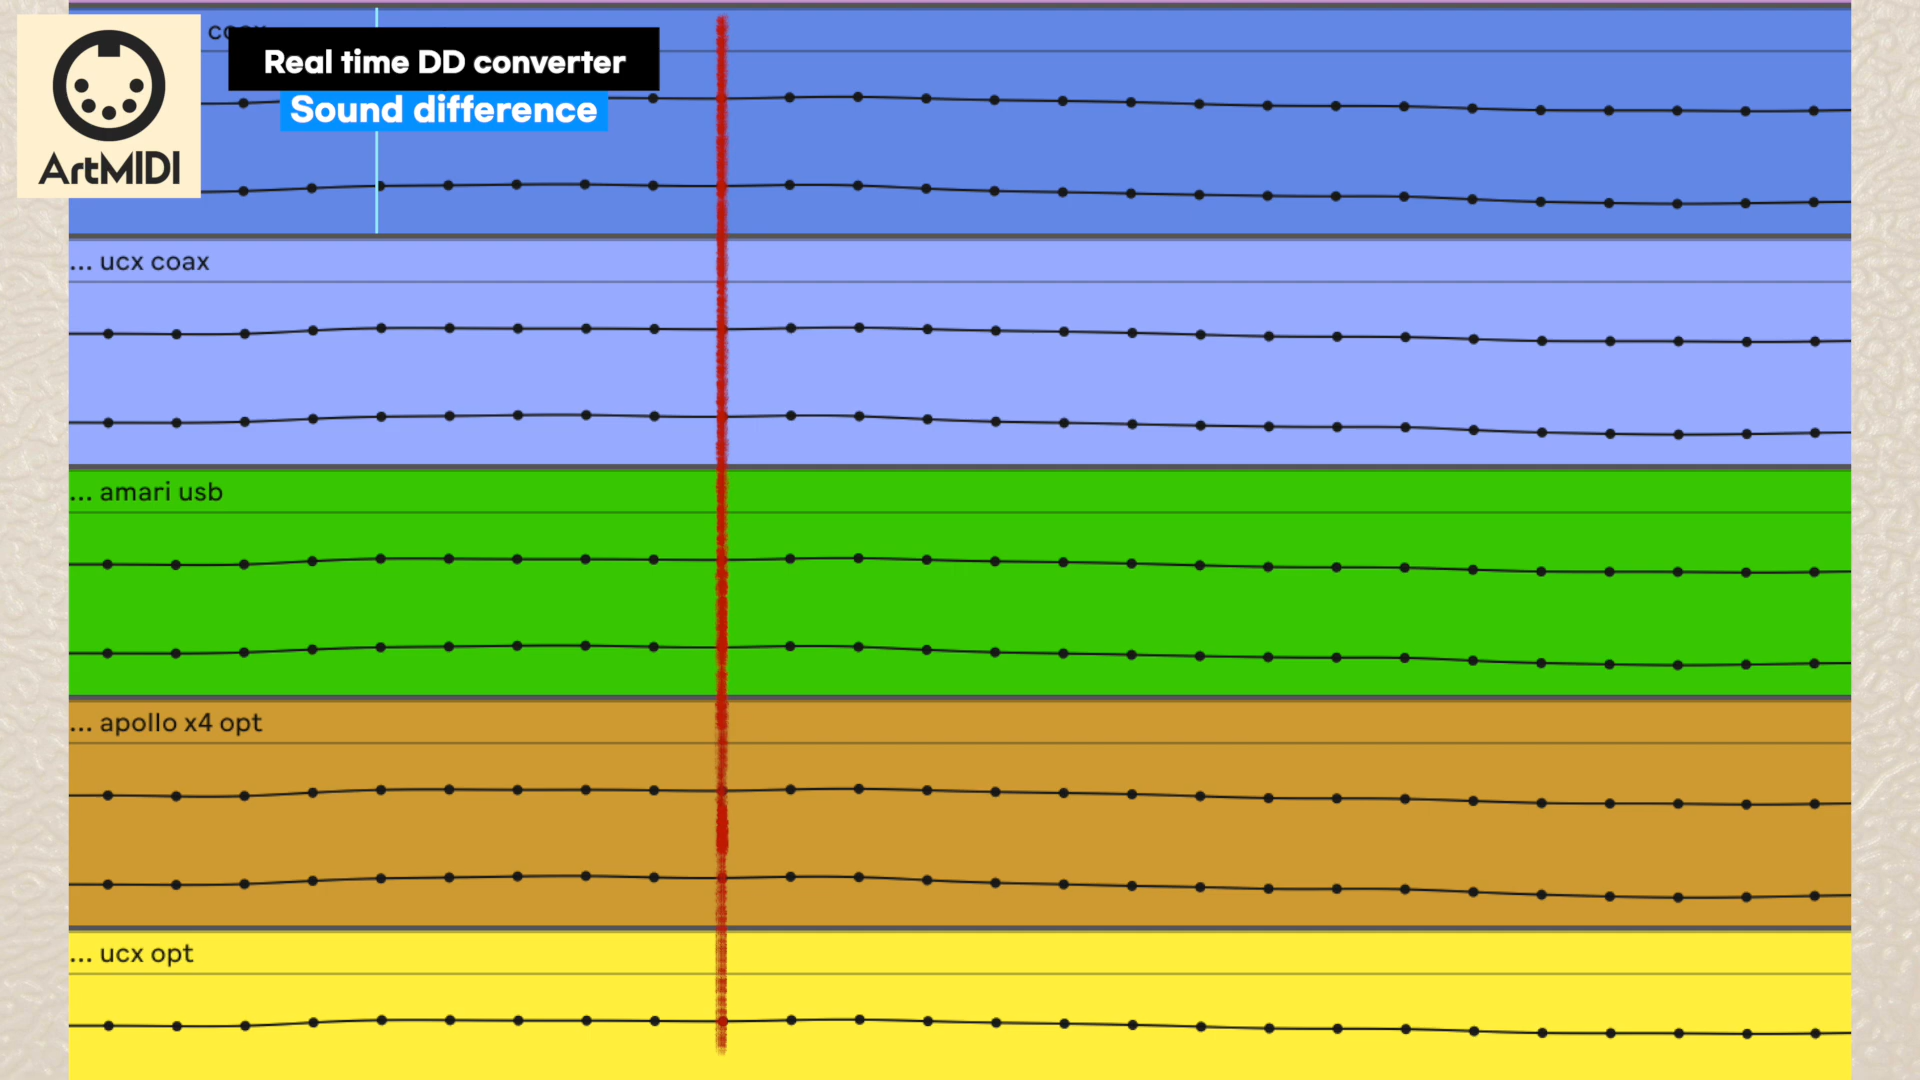 Real time DD converter
Sound difference
ArtMIDI
... ucx coax
... amari usb
... apollo x4 opt
... ucx opt